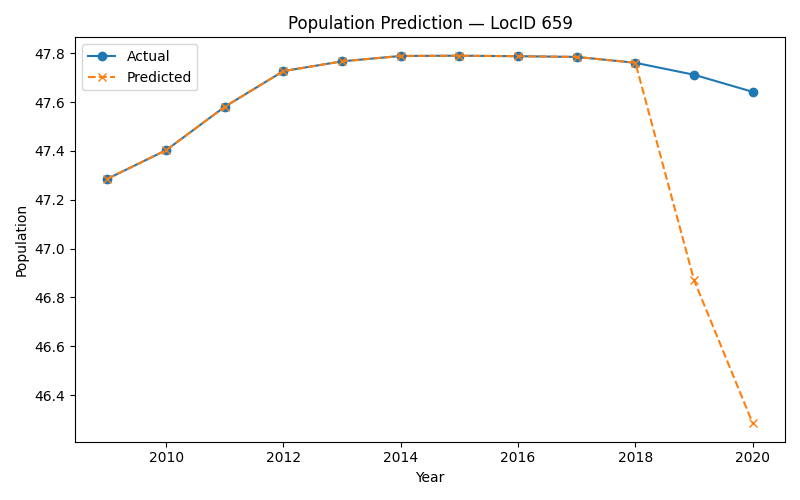 Population Prediction — LocID 659
Actual
Predicted
47.8
47.6
47.4
47.2
47.0
46.8
46.6
46.4
Population
2010
2012
2014
2016
2018
2020
Year